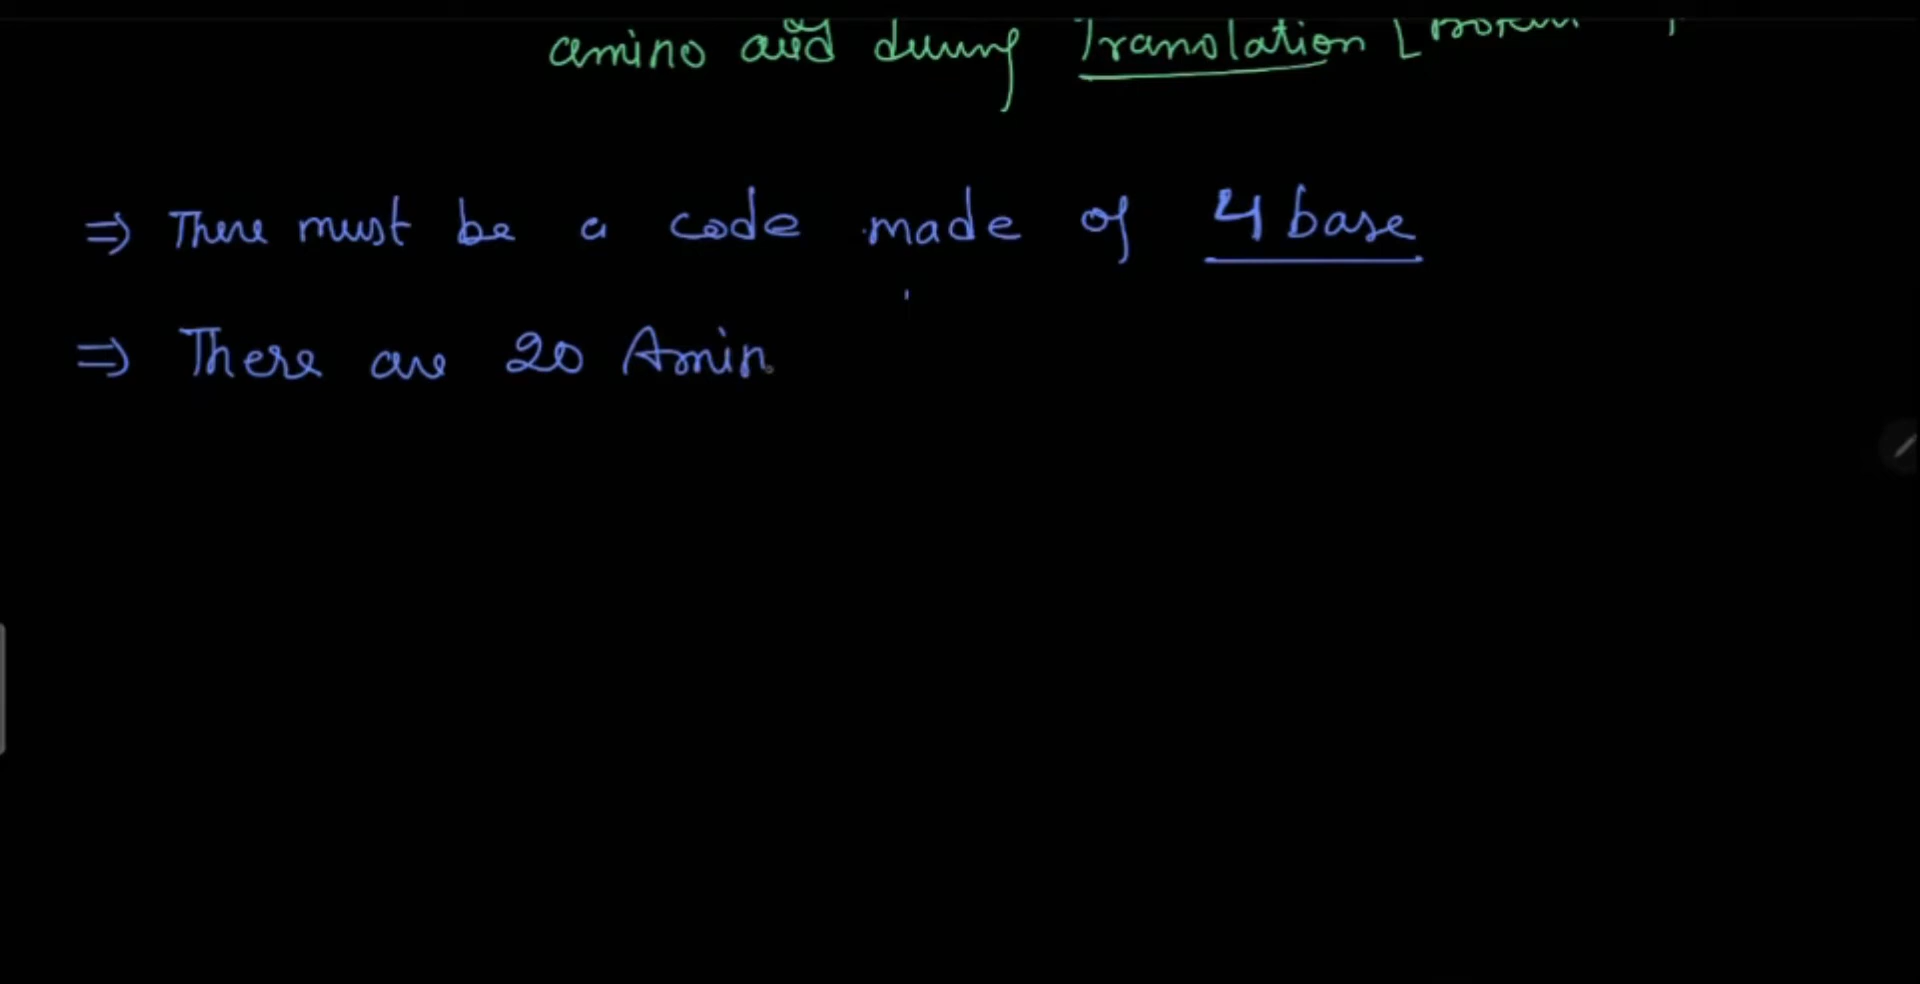 amino acid during Translation [
⇒ There must be a code made of 4 base
⇒ There are 20 Amin